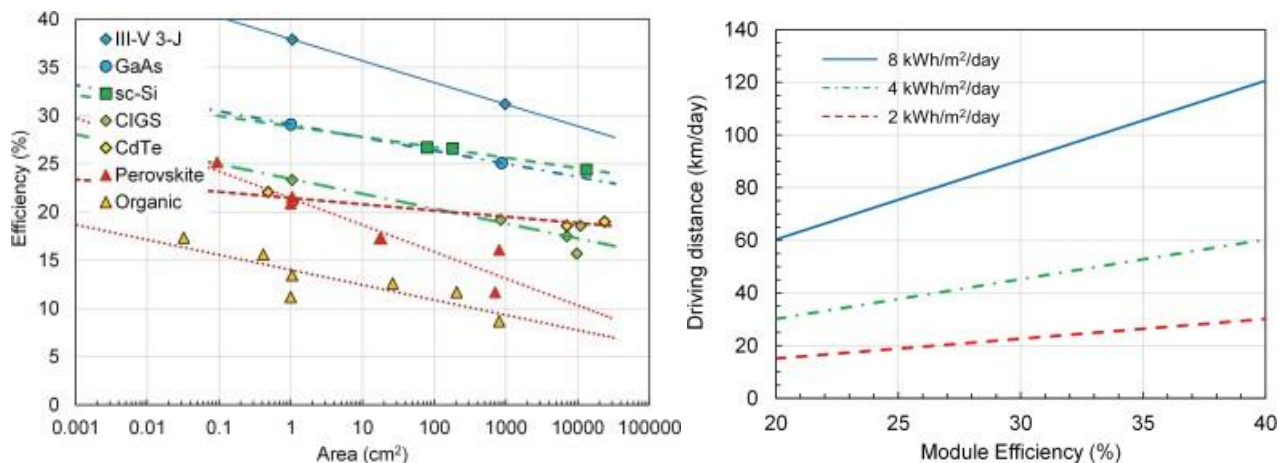 40
35
30
25
20
15
10
5
0
Efficiency (%)
III-V 3-J
GaAs
sc-Si
CIGS
CdTe
Perovskite
Organic
0.001 0.01 0.1 1 10 100 1000 10000 100000
Area (cm²)
140
120
100
80
60
40
20
0
Driving distance (km/day)
8 kWh/m²/day
4 kWh/m²/day
2 kWh/m²/day
20 25 30 35 40
Module Efficiency (%)